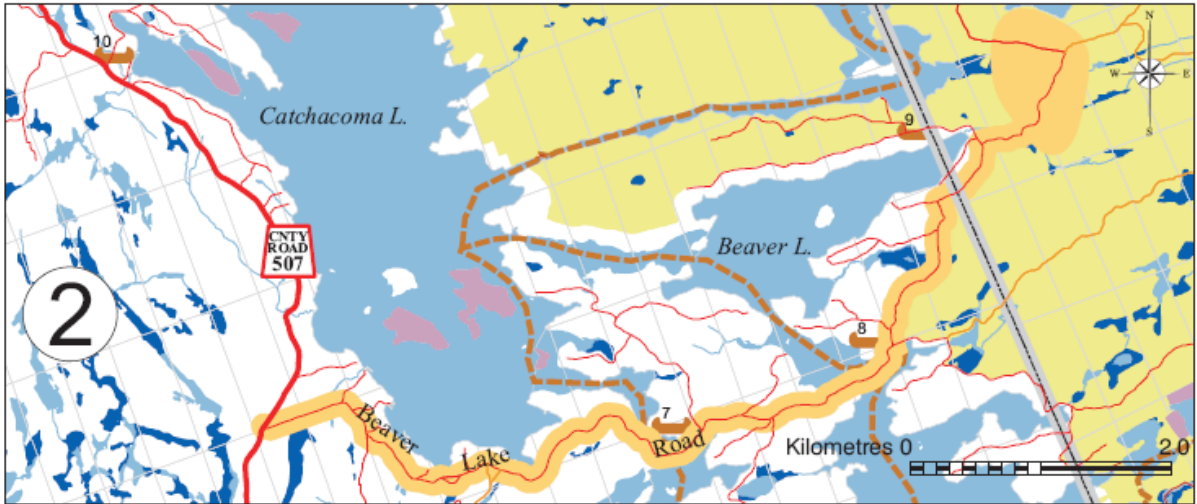 10
N
W E
S
Catchacoma L.
9
CNTY
ROAD
507
Beaver L.
2
8
7
Beaver Lake Road
Kilometres 0 2.0